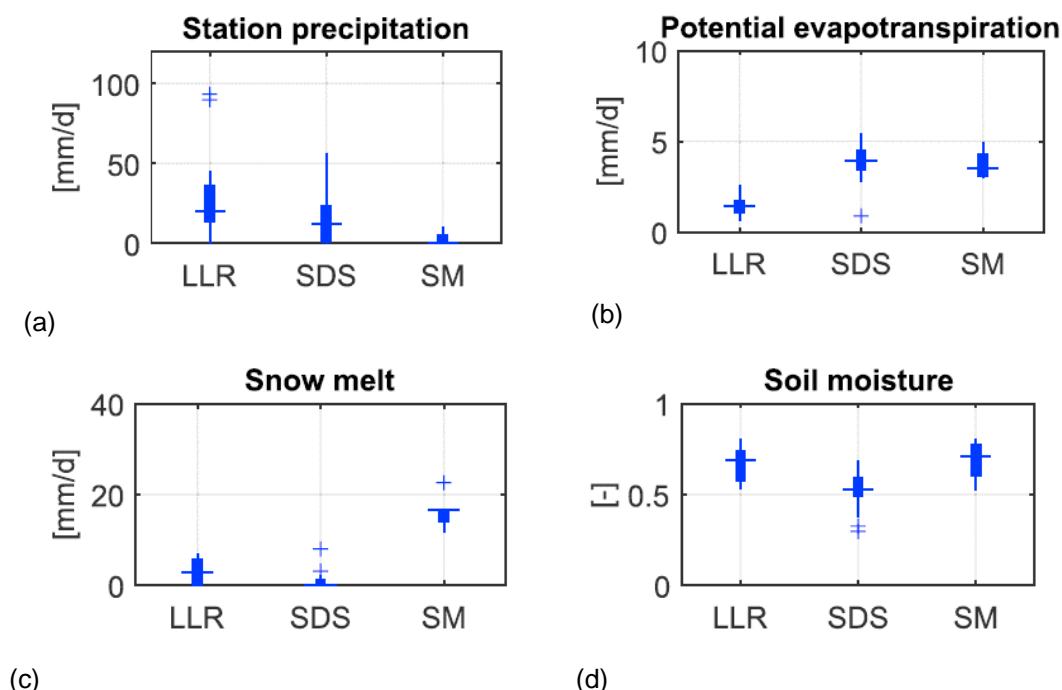 Station precipitation
100
50
0
[mm/d]
LLR SDS SM
(a)
Potential evapotranspiration
10
5
0
[mm/d]
LLR SDS SM
(b)
Snow melt
40
20
0
[mm/d]
LLR SDS SM
(c)
Soil moisture
1
0.5
0
[-]
LLR SDS SM
(d)